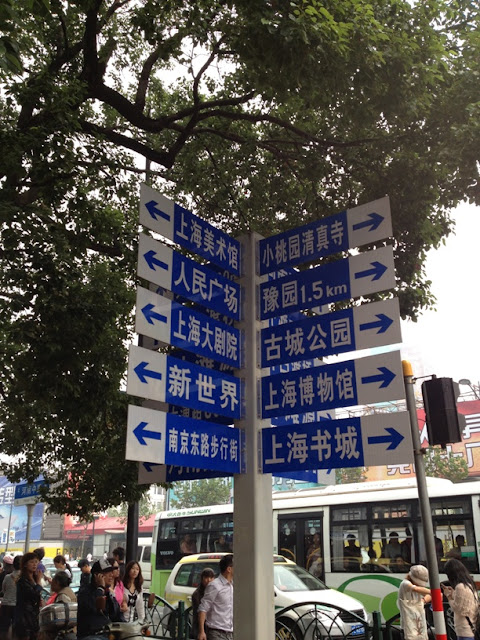 上海美术馆
人民广场
上海大剧院
新世界
南京东路步行街
小桃园清真寺
豫园1.5km
古城公园
上海博物馆
上海书城